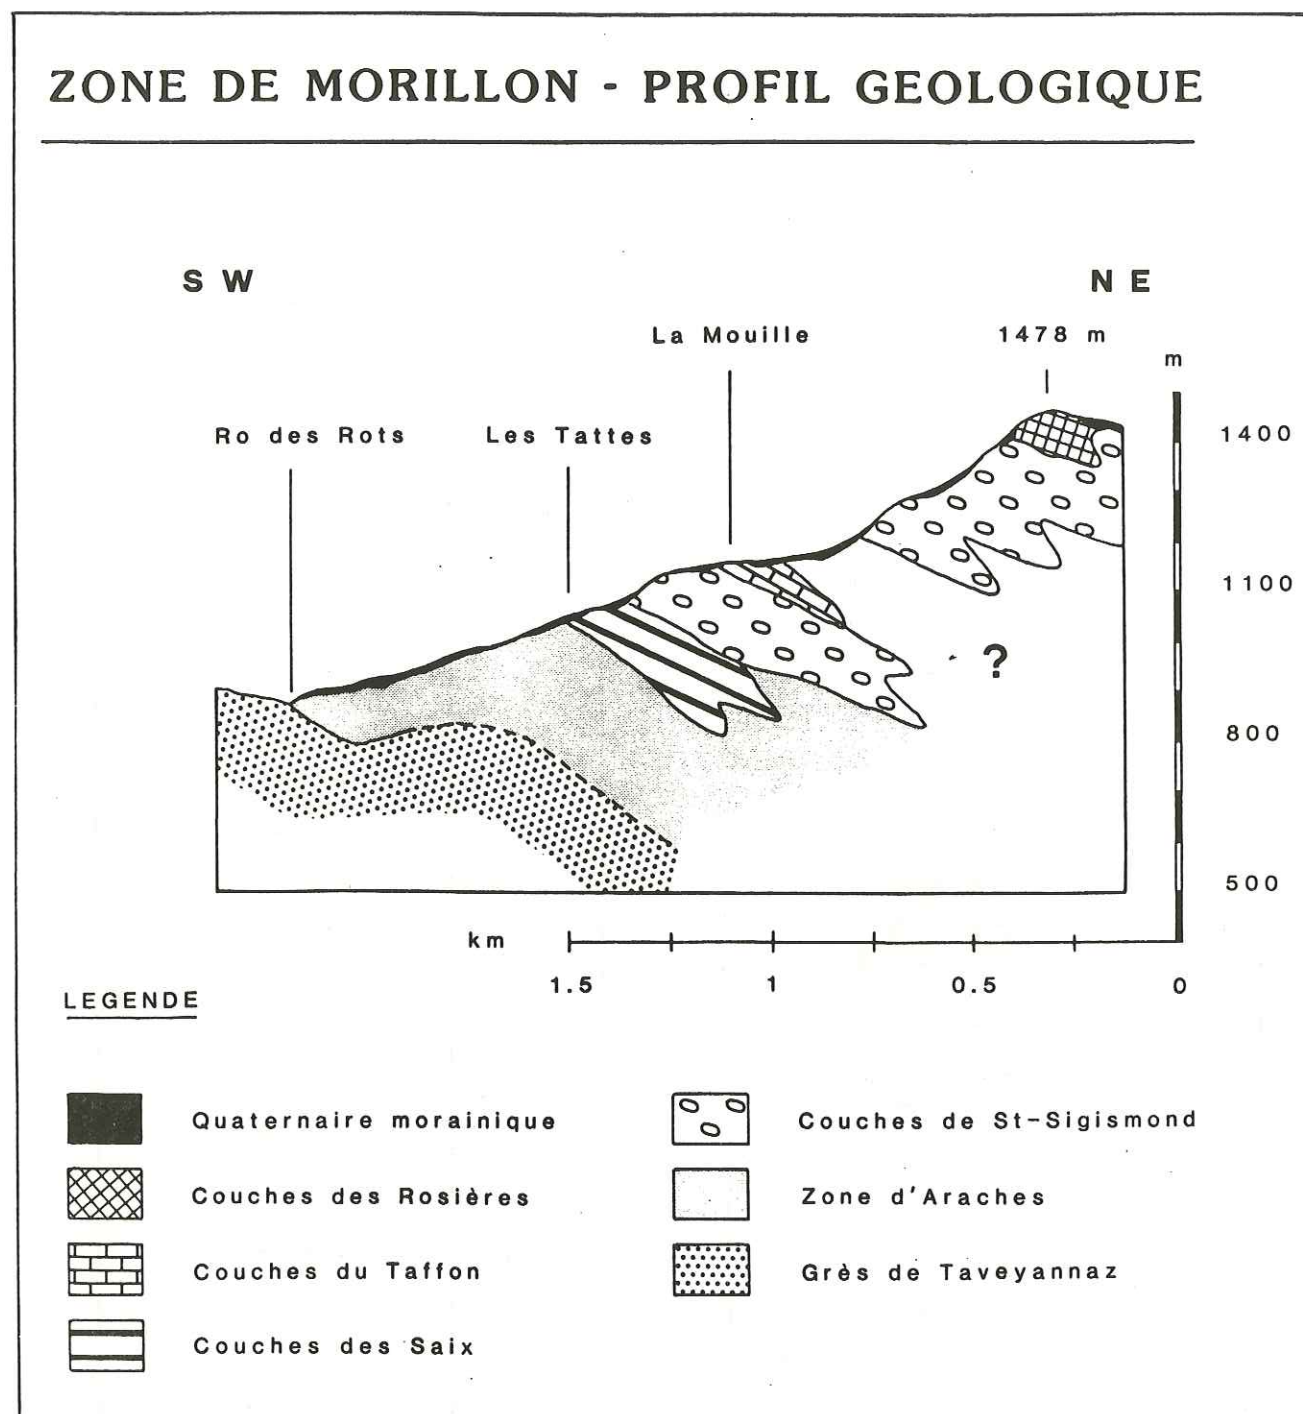 ZONE DE MORILLON - PROFIL GEOLOGIQUE
S W
N E
La Mouille
1478 m
m
Ro des Rots
Les Tattes
1400
1100
?
800
500
km
1.5
1
0.5
0
LEGENDE
Quaternaire morainique
Couches de St-Sigismond
Couches des Rosières
Zone d'Araches
Couches du Taffon
Grès de Taveyannaz
Couches des Saix